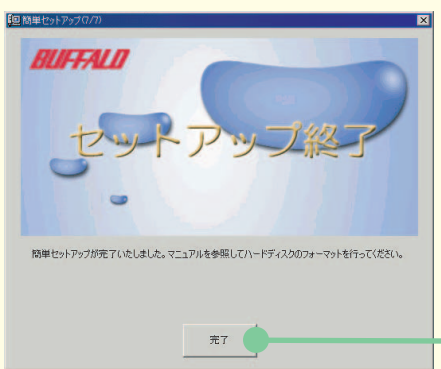 簡単セットアップ(7/7)
BUFFALO
セットアップ終了
簡単セットアップが完了いたしました。マニュアルを参照してハードディスクのフォーマットを行ってください。
完了